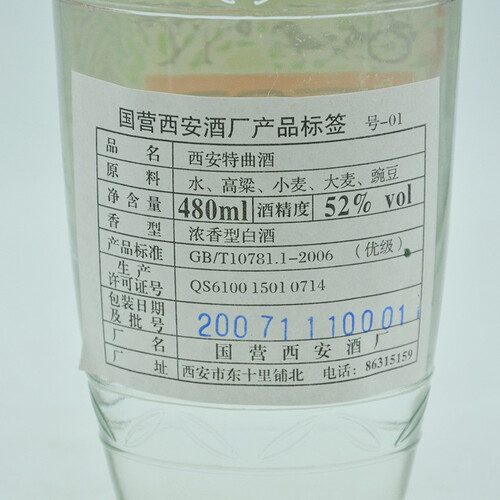 国营西安酒厂产品标签 号-01
品名 西安特曲酒
原料 水、高粱、小麦、大麦、豌豆
净含量 480ml 酒精度 52% vol
香型 浓香型白酒
产品标准 GB/T10781.1-2006 (优级)
生产许可证号 QS6100 1501 0714
包装日期及批号 20071110001
厂名 国营西安酒厂
厂址 西安市东十里铺北 电话: 86315159